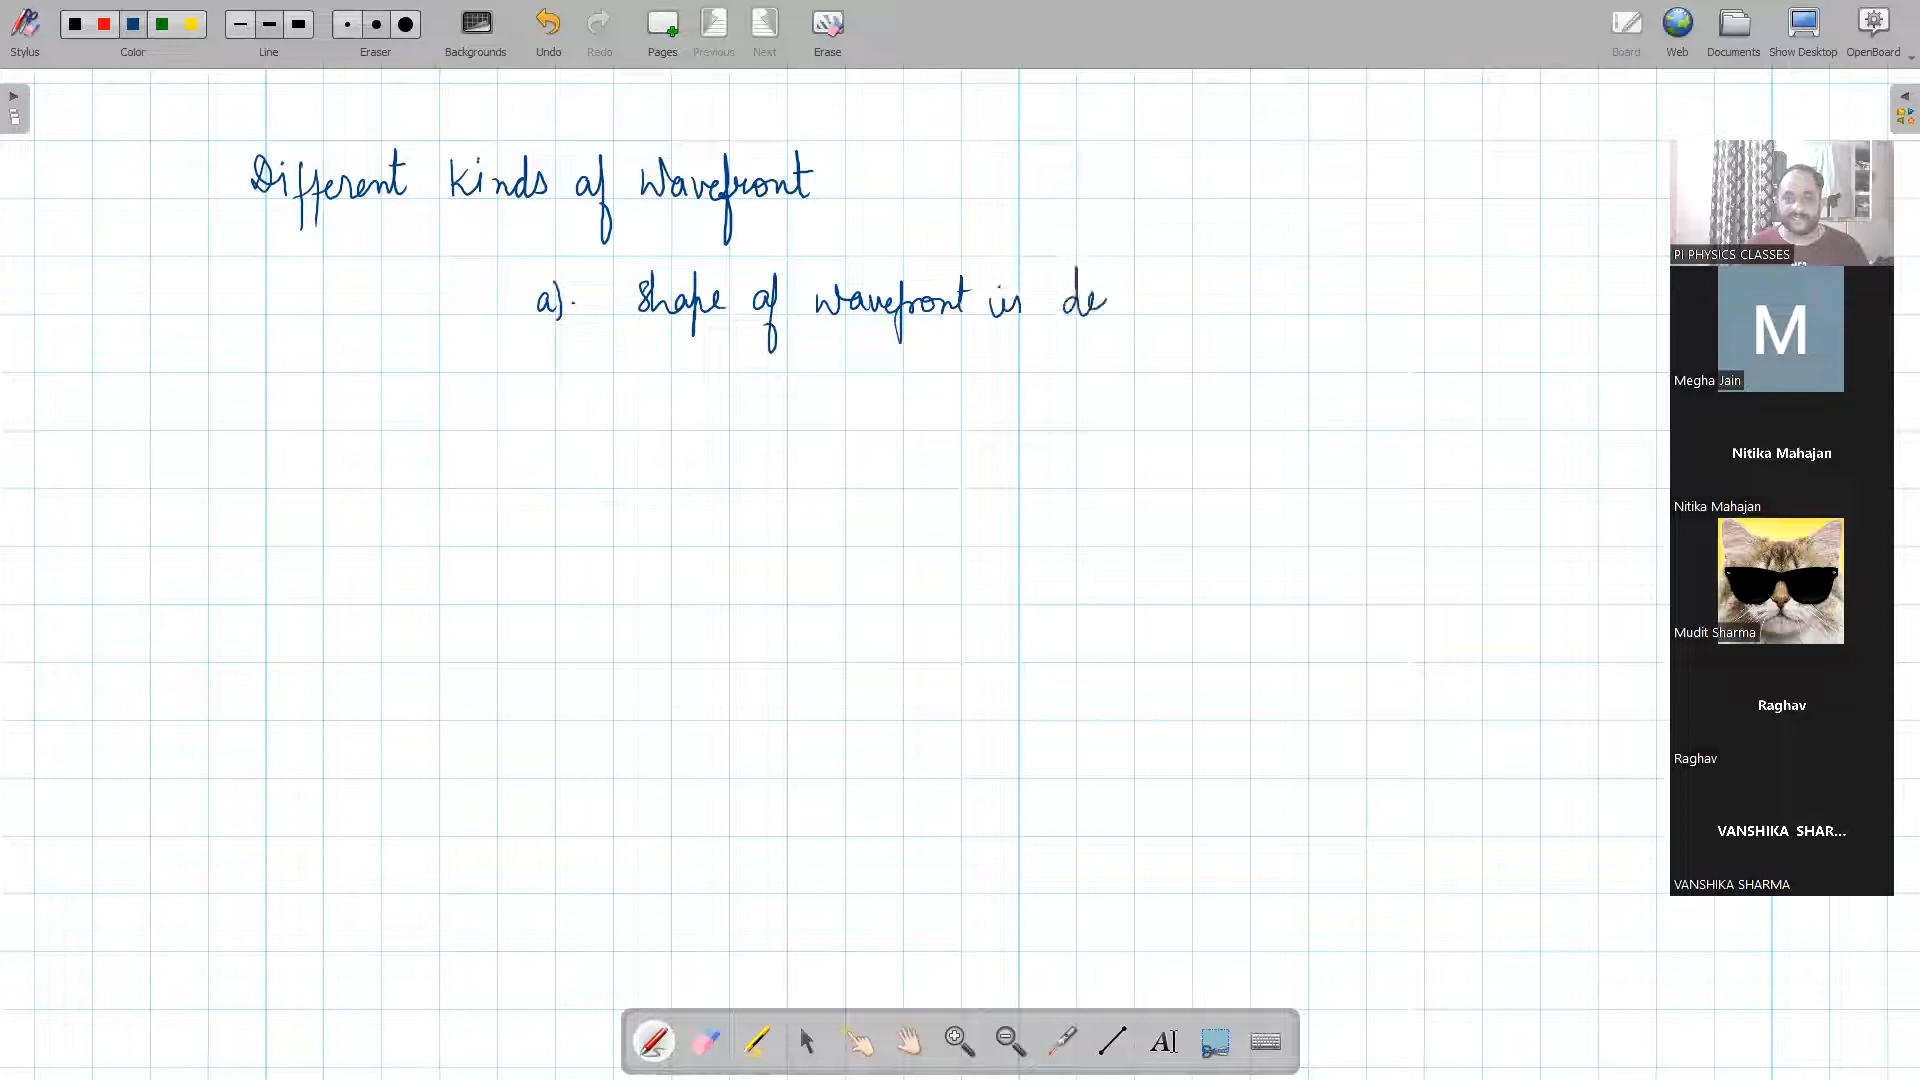 Stylus Color Line Eraser Backgrounds Undo Redo Pages Previous Next Erase Board Web Documents Show Desktop OpenBoard
Different Kinds of Wavefront
a). Shape of wavefront is de
PI PHYSICS CLASSES
M
Megha Jain
Nitika Mahajan
Nitika Mahajan
Mudit Sharma
Raghav
Raghav
VANSHIKA SHAR...
VANSHIKA SHARMA
AI